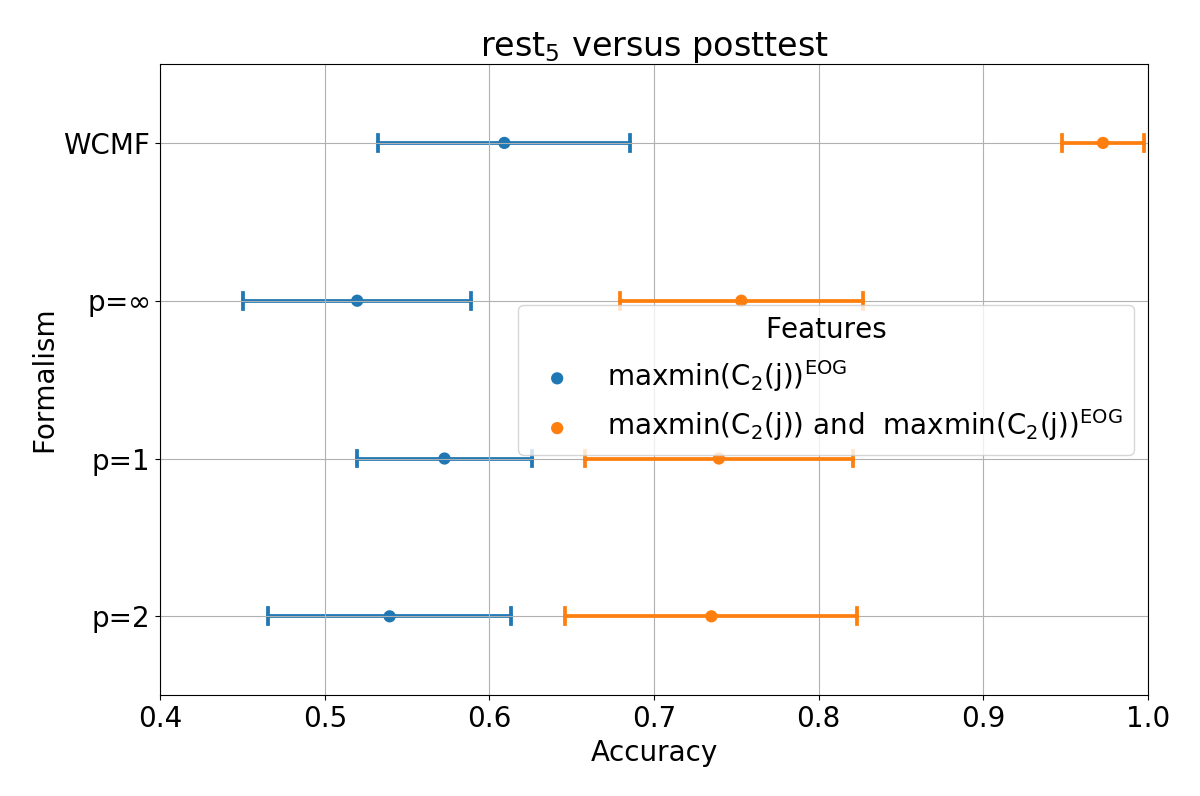 rest₅ versus posttest
Formalism
WCMF
p=∞
p=1
p=2
Features
maxmin(C₂(j))^EOG
maxmin(C₂(j)) and maxmin(C₂(j))^EOG
0.4 0.5 0.6 0.7 0.8 0.9 1.0
Accuracy